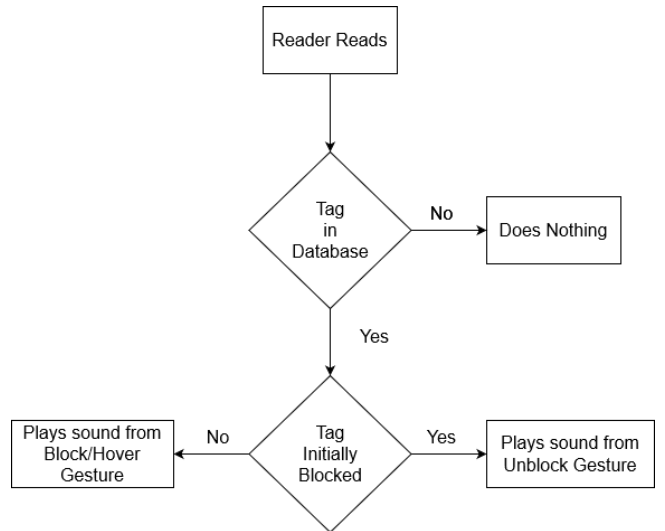 Reader Reads
Tag
in
Database
No
Does Nothing
Yes
Plays sound from
Block/Hover
Gesture
No
Tag
Initially
Blocked
Yes
Plays sound from
Unblock Gesture